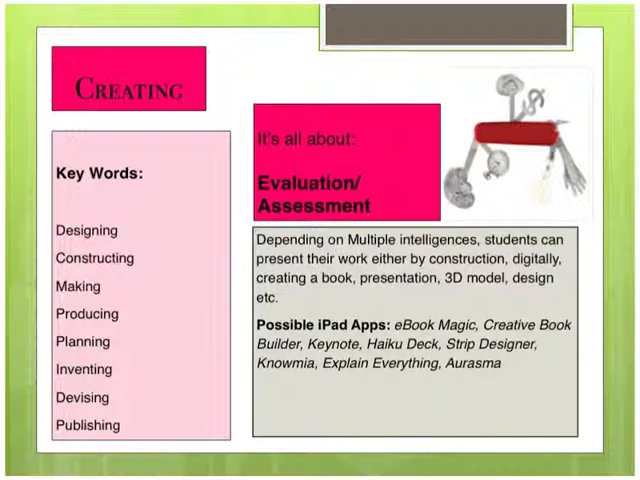 CREATING
Key Words:
Designing
Constructing
Making
Producing
Planning
Inventing
Devising
Publishing
It's all about:
Evaluation/
Assessment
Depending on Multiple intelligences, students can
present their work either by construction, digitally,
creating a book, presentation, 3D model, design
etc.
Possible iPad Apps: eBook Magic, Creative Book
Builder, Keynote, Haiku Deck, Strip Designer,
Knowmia, Explain Everything, Aurasma